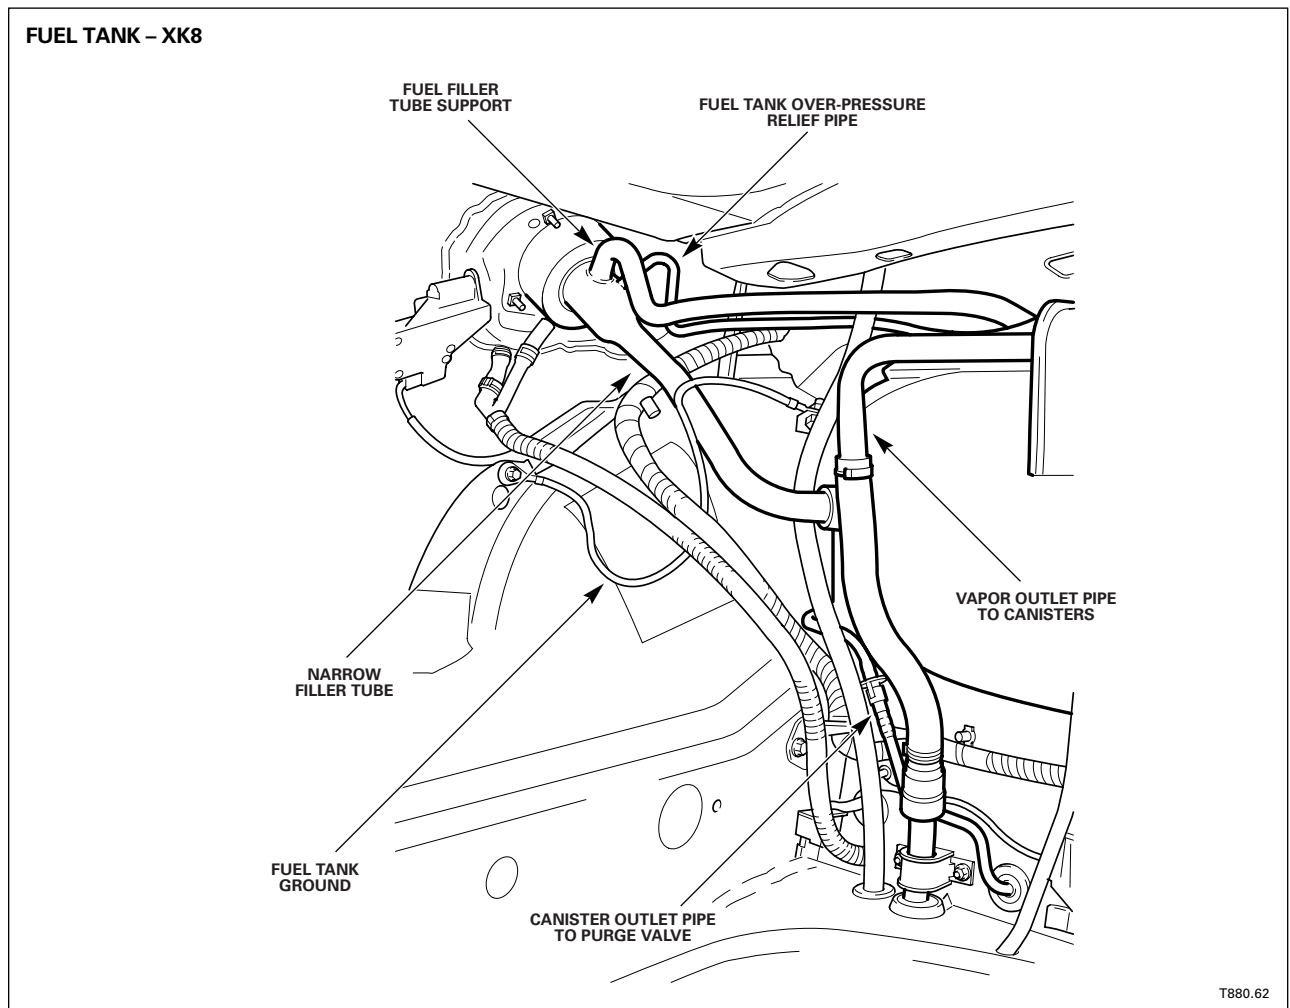 FUEL TANK – XK8
FUEL FILLER
TUBE SUPPORT
FUEL TANK OVER-PRESSURE
RELIEF PIPE
VAPOR OUTLET PIPE
TO CANISTERS
NARROW
FILLER TUBE
FUEL TANK
GROUND
CANISTER OUTLET PIPE
TO PURGE VALVE
T880.62